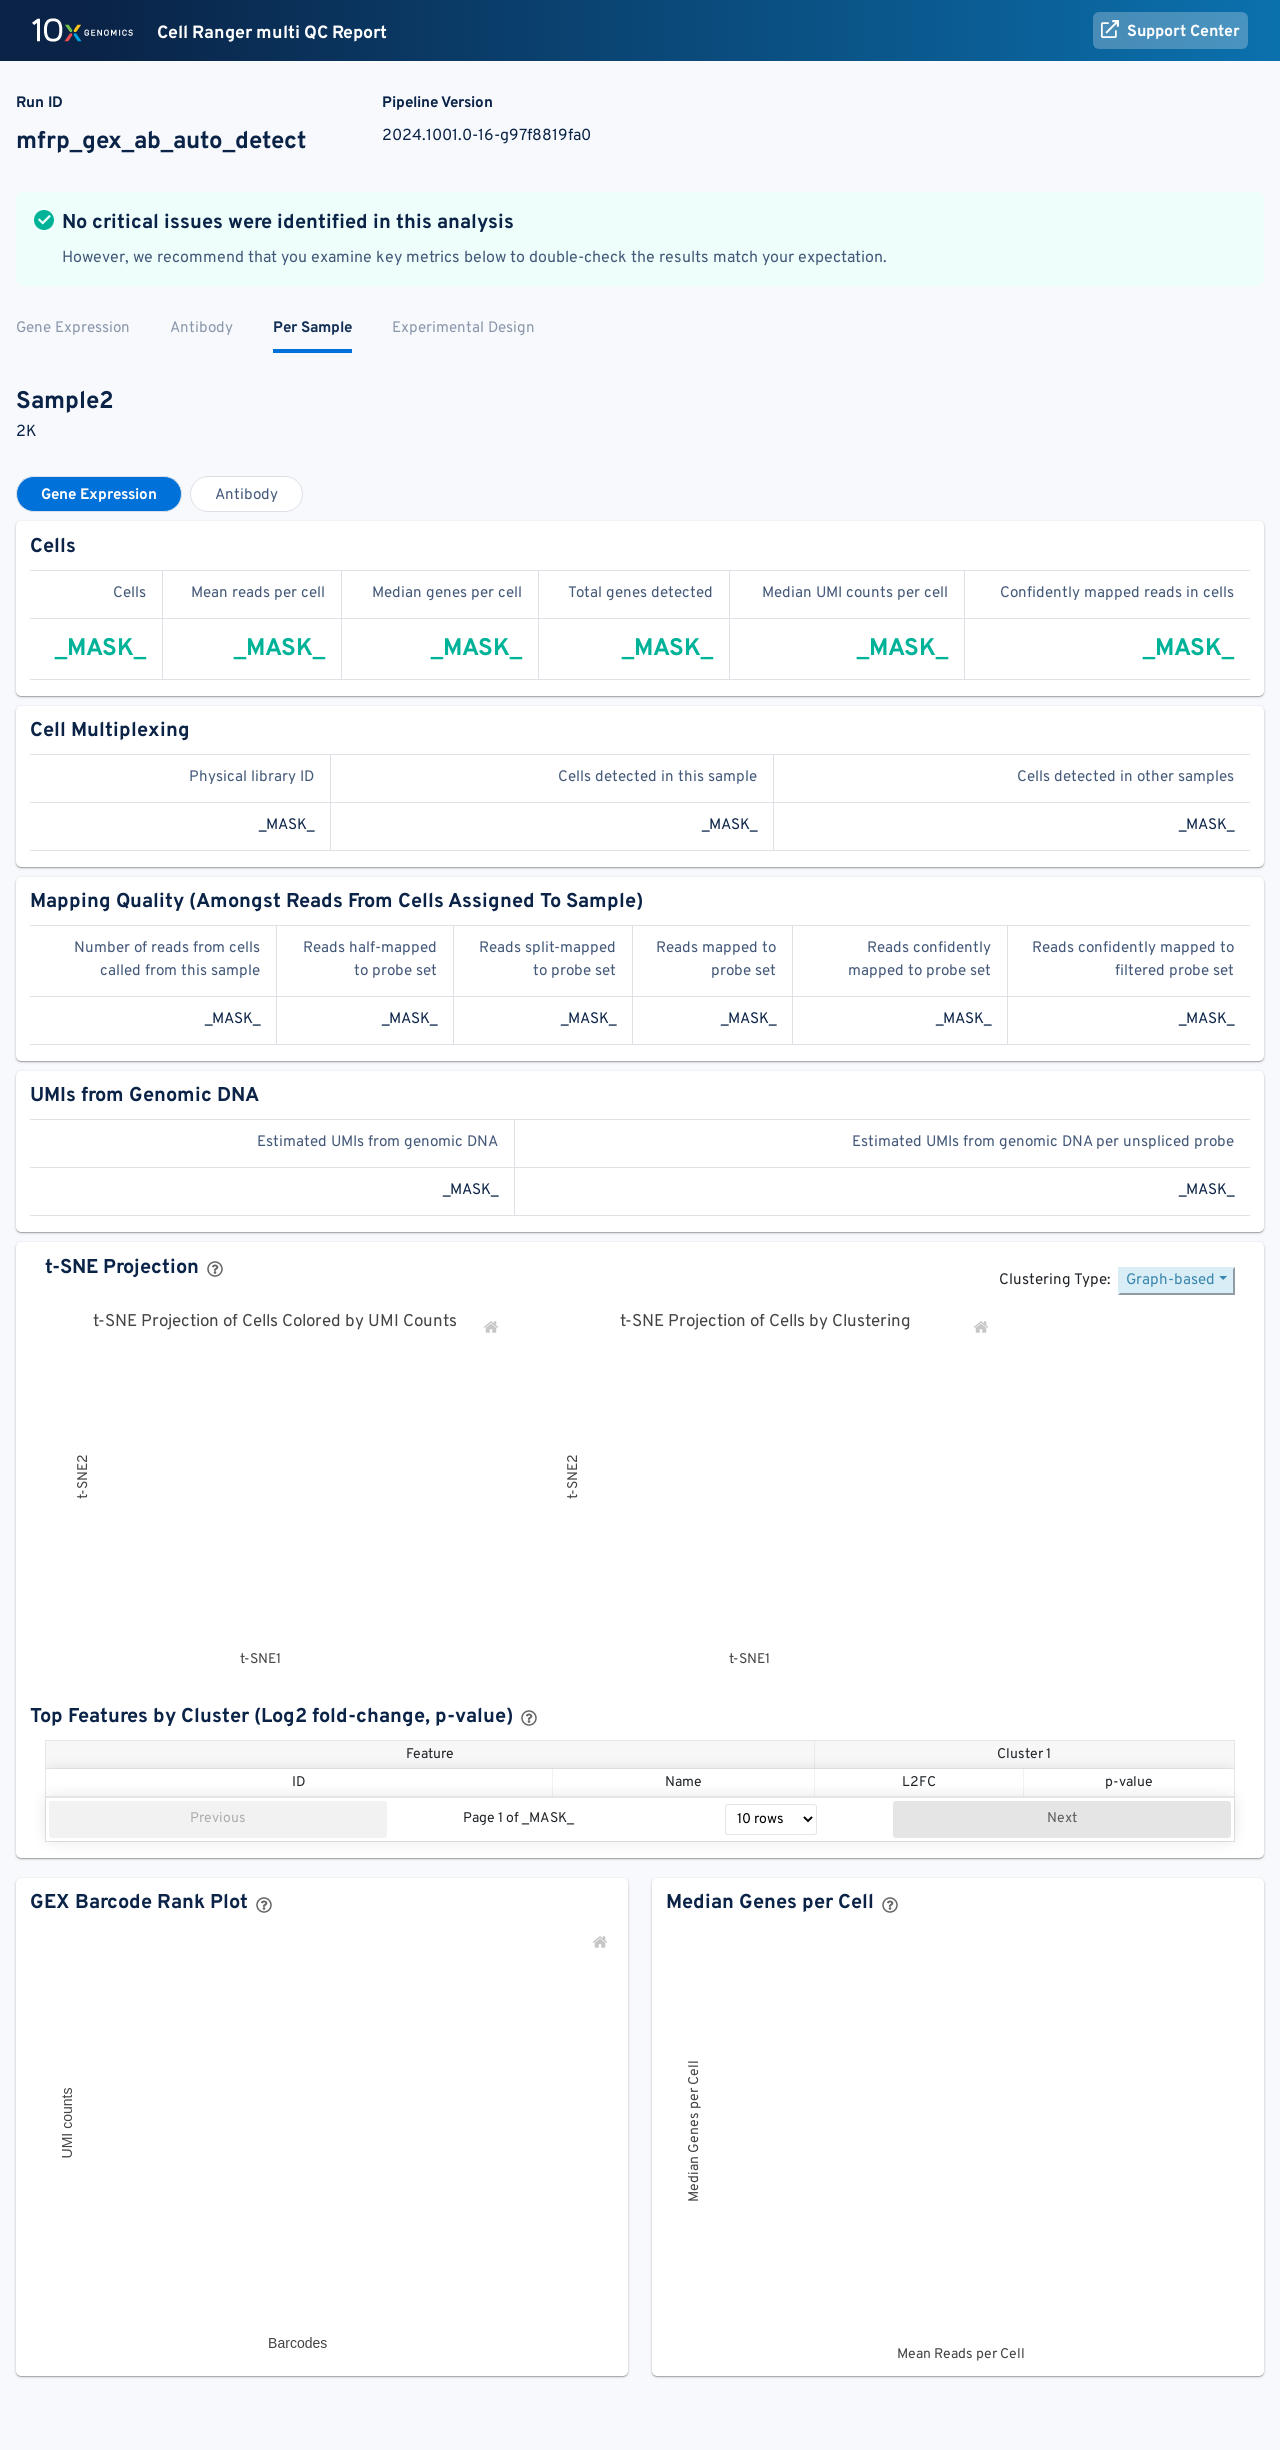 10x GENOMICS Cell Ranger multi QC Report Support Center
Run ID Pipeline Version
mfrp_gex_ab_auto_detect 2024.1001.0-16-g97f8819fa0
No critical issues were identified in this analysis
However, we recommend that you examine key metrics below to double-check the results match your expectation.
Gene Expression Antibody Per Sample Experimental Design
Sample2
2K
Gene Expression Antibody
Cells
Cells Mean reads per cell Median genes per cell Total genes detected Median UMI counts per cell Confidently mapped reads in cells
_MASK_ _MASK_ _MASK_ _MASK_ _MASK_ _MASK_
Cell Multiplexing
Physical library ID Cells detected in this sample Cells detected in other samples
_MASK_ _MASK_ _MASK_
Mapping Quality (Amongst Reads From Cells Assigned To Sample)
Number of reads from cells Reads half-mapped Reads split-mapped Reads mapped to Reads confidently Reads confidently mapped to
called from this sample to probe set to probe set probe set mapped to probe set filtered probe set
_MASK_ _MASK_ _MASK_ _MASK_ _MASK_ _MASK_
UMIs from Genomic DNA
Estimated UMIs from genomic DNA Estimated UMIs from genomic DNA per unspliced probe
_MASK_ _MASK_
t-SNE Projection
Clustering Type: Graph-based
t-SNE Projection of Cells Colored by UMI Counts t-SNE Projection of Cells by Clustering
t-SNE2 t-SNE2
t-SNE1 t-SNE1
Top Features by Cluster (Log2 fold-change, p-value)
Feature Cluster 1
ID Name L2FC p-value
Previous Page 1 of _MASK_ 10 rows Next
GEX Barcode Rank Plot Median Genes per Cell
UMI counts Median Genes per Cell
Barcodes
Mean Reads per Cell